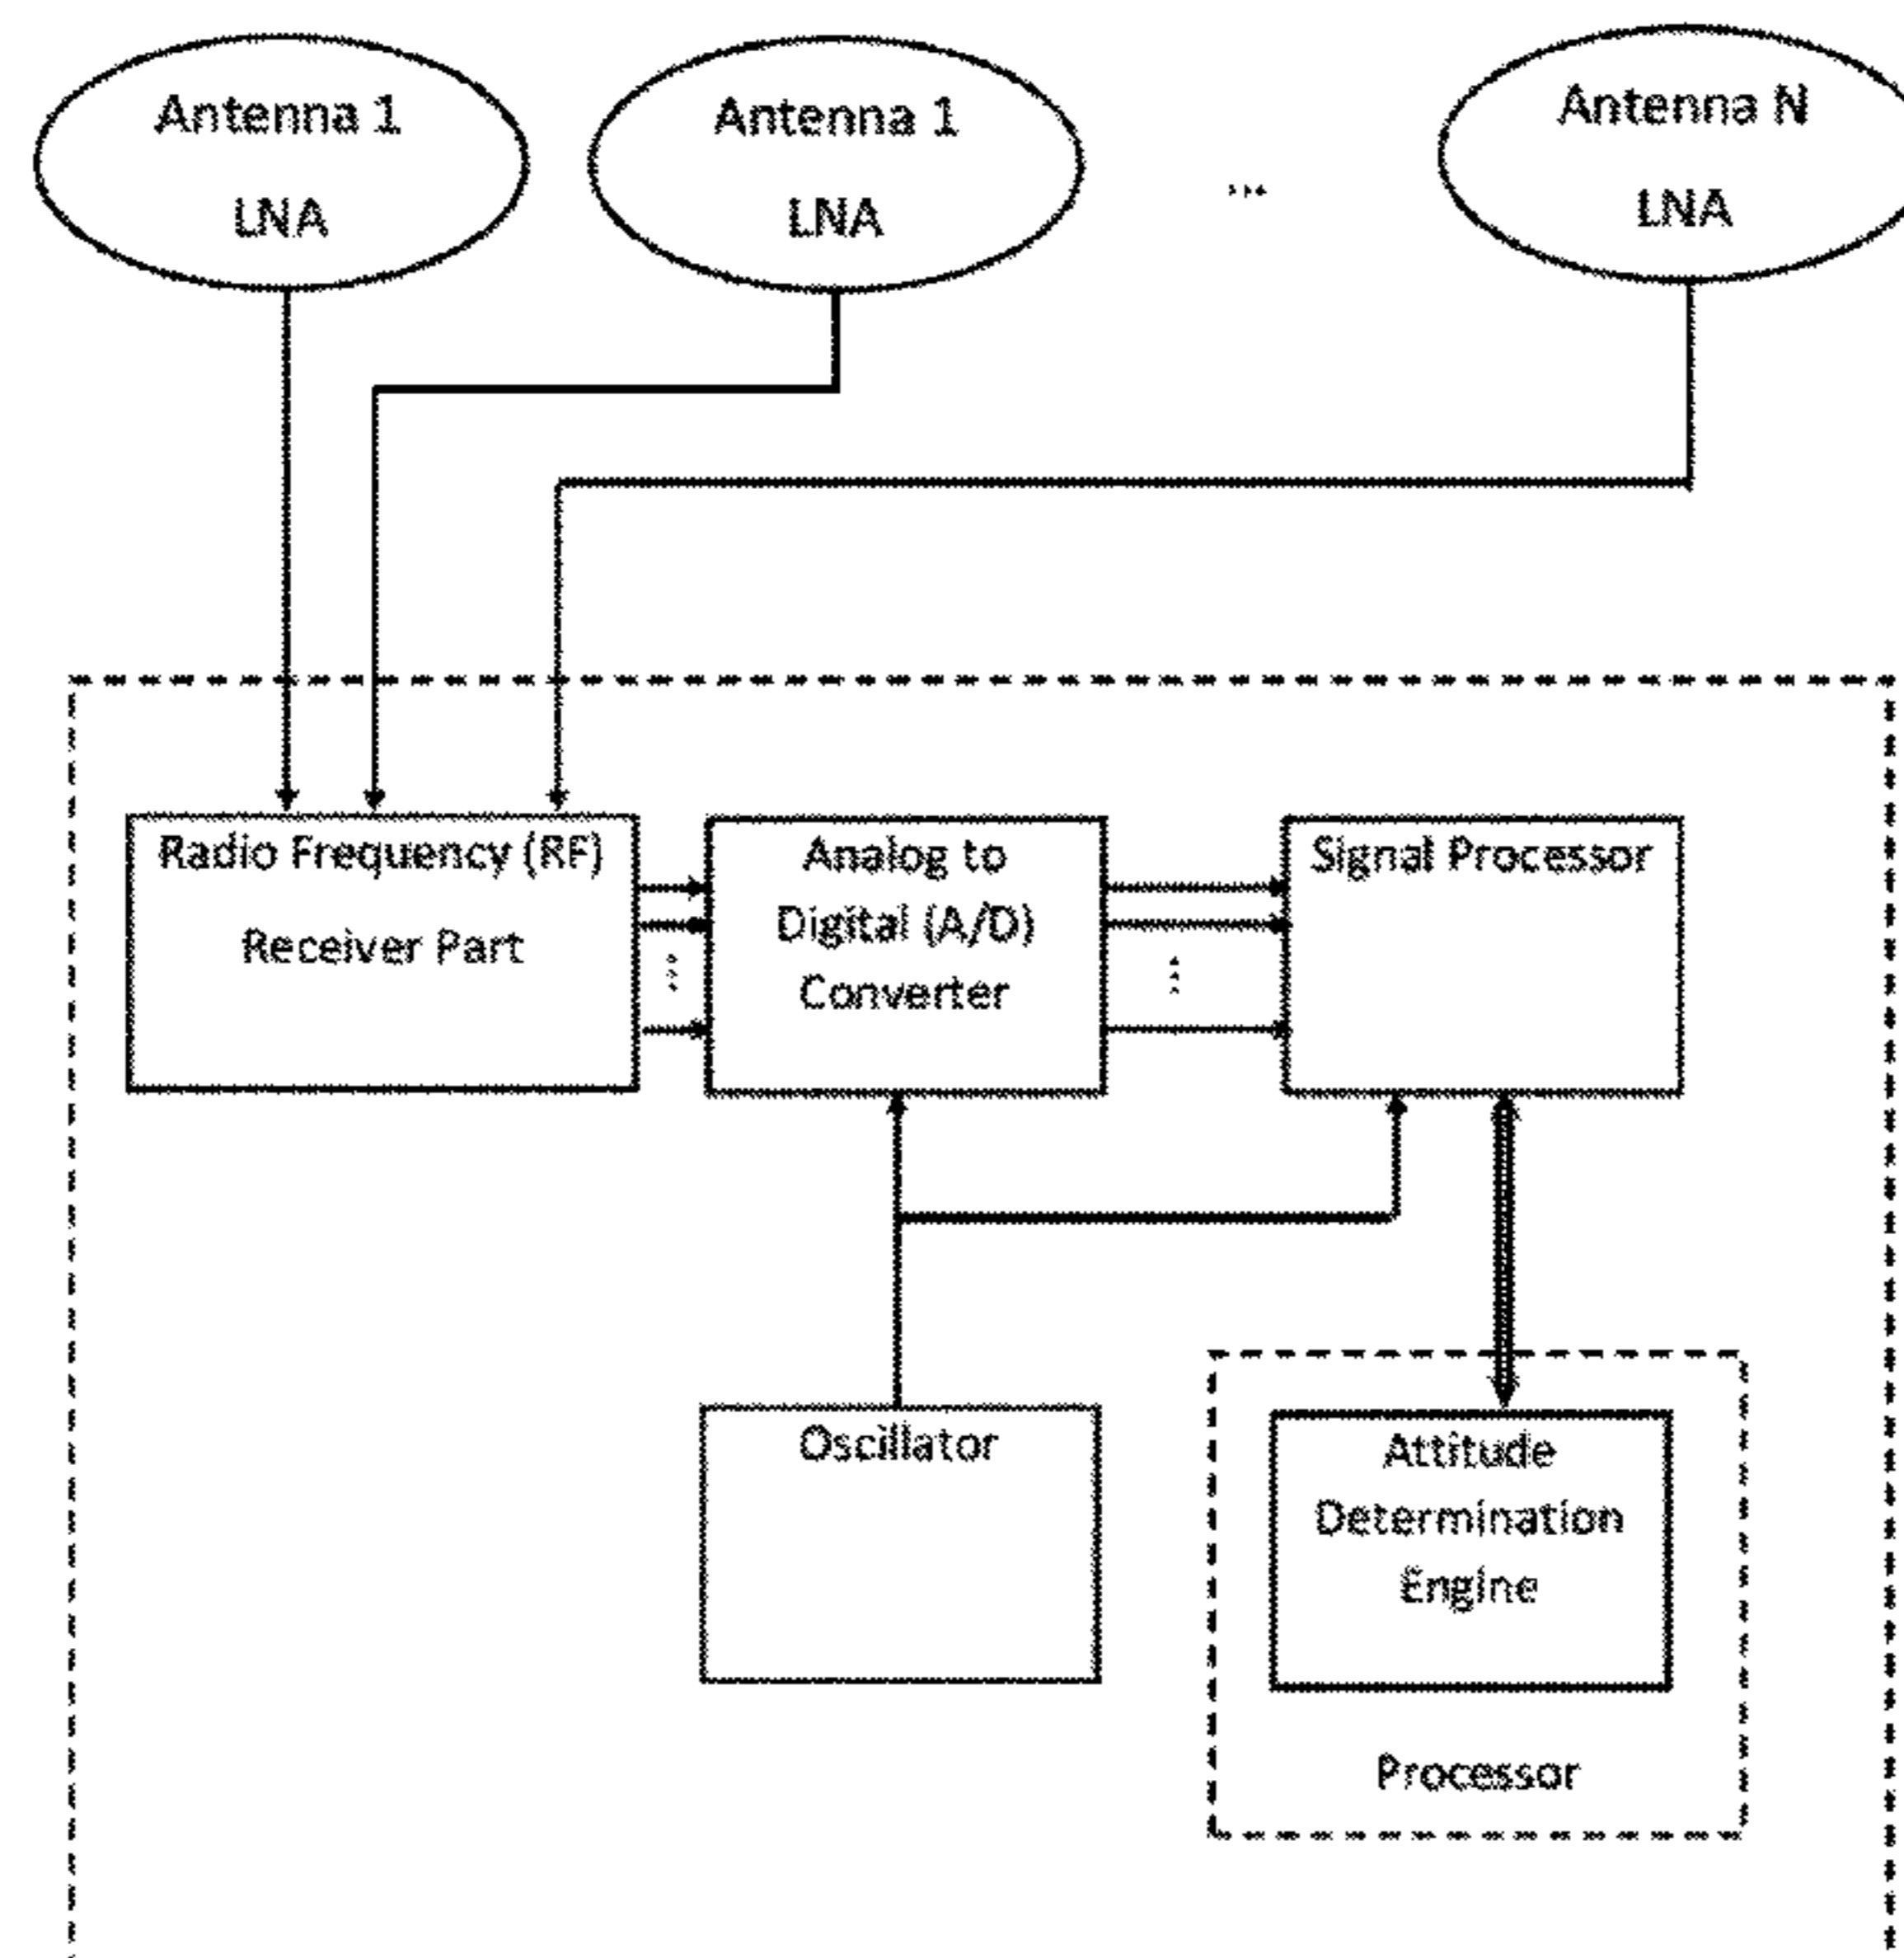 Antenna 1
LNA
Antenna 1
LNA
...
Antenna N
LNA
Radio Frequency (RF)
Receiver Part
...
Analog to
Digital (A/D)
Converter
...
Signal Processor
Oscillator
Attitude
Determination
Engine
Processor